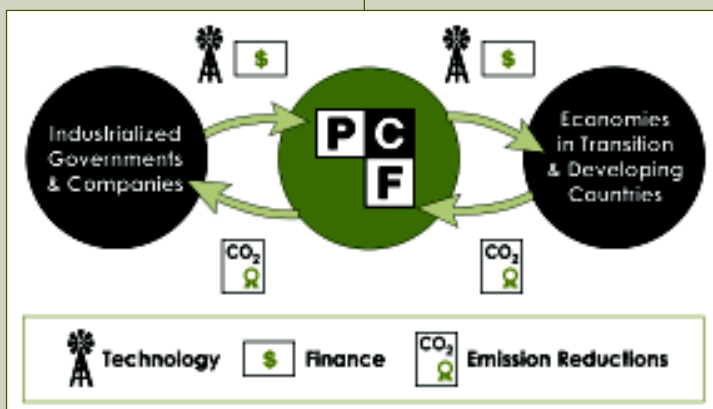 $
$
Industrialized
Governments
& Companies
P C
F
Economies
in Transition
& Developing
Countries
CO₂
CO₂
Technology
$ Finance
CO₂ Emission Reductions